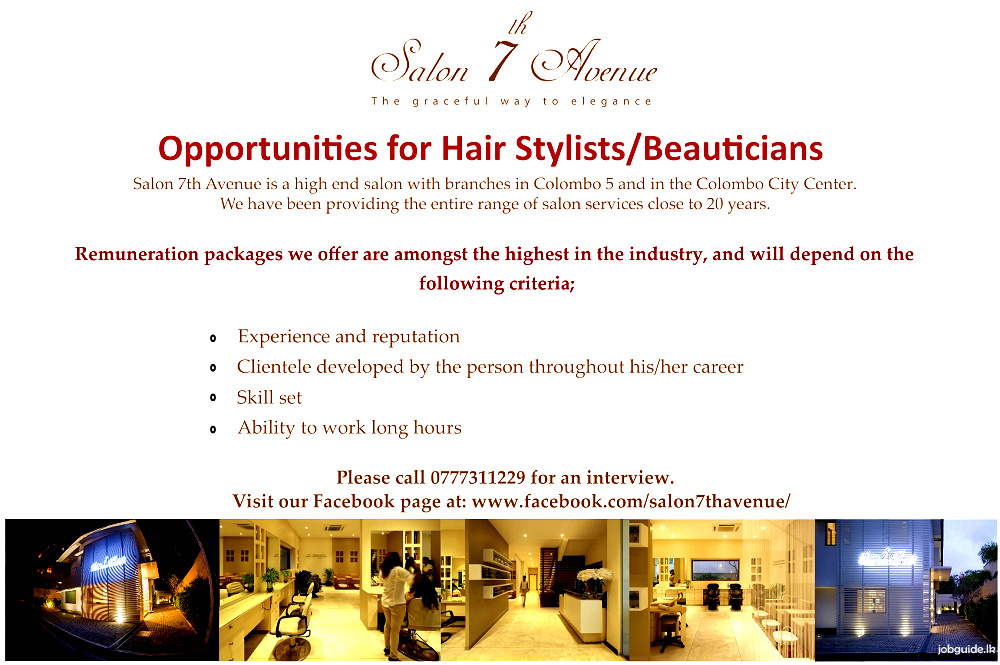 Salon 7th Avenue
The graceful way to elegance
Opportunities for Hair Stylists/Beauticians
Salon 7th Avenue is a high end salon with branches in Colombo 5 and in the Colombo City Center.
We have been providing the entire range of salon services close to 20 years.
Remuneration packages we offer are amongst the highest in the industry, and will depend on the
following criteria;
Experience and reputation
Clientele developed by the person throughout his/her career
Skill set
Ability to work long hours
Please call 0777311229 for an interview.
Visit our Facebook page at: www.facebook.com/salon7thavenue/
jobguide.lk